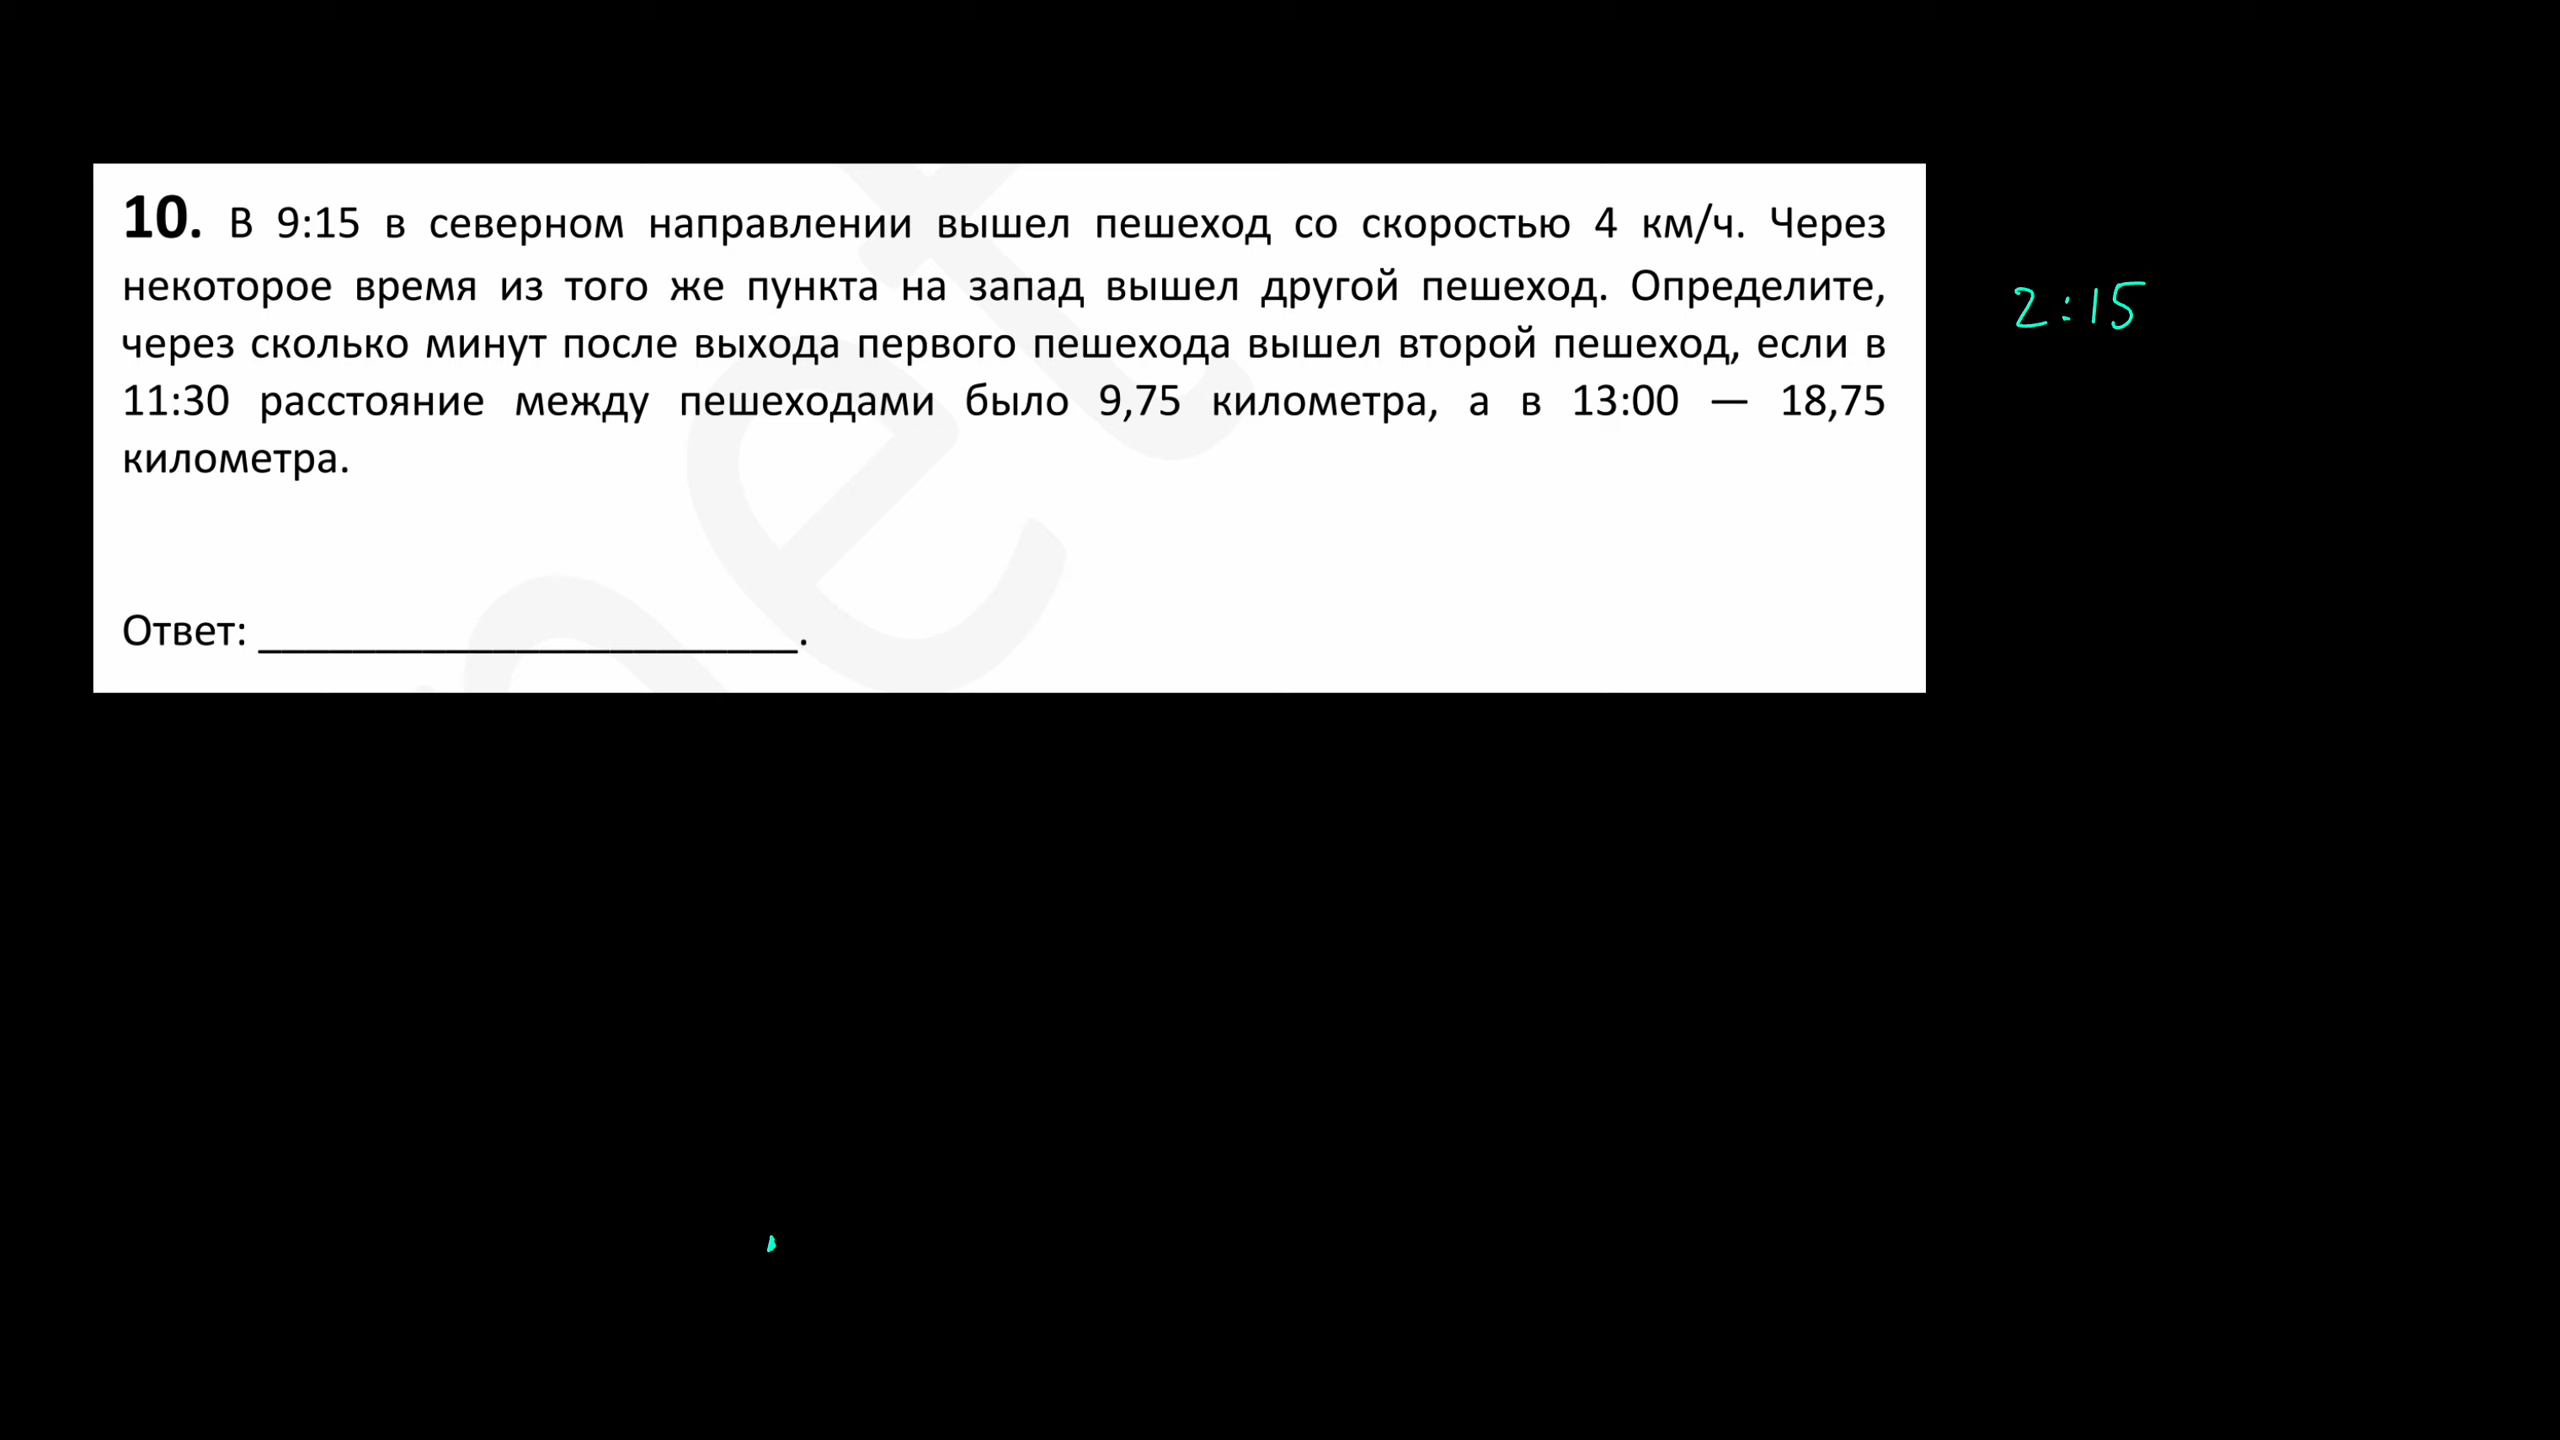 10. В 9:15 в северном направлении вышел пешеход со скоростью 4 км/ч. Через
некоторое время из того же пункта на запад вышел другой пешеход. Определите,
через сколько минут после выхода первого пешехода вышел второй пешеход, если в
11:30 расстояние между пешеходами было 9,75 километра, а в 13:00 — 18,75
километра.
Ответ: _______________________.
2:15